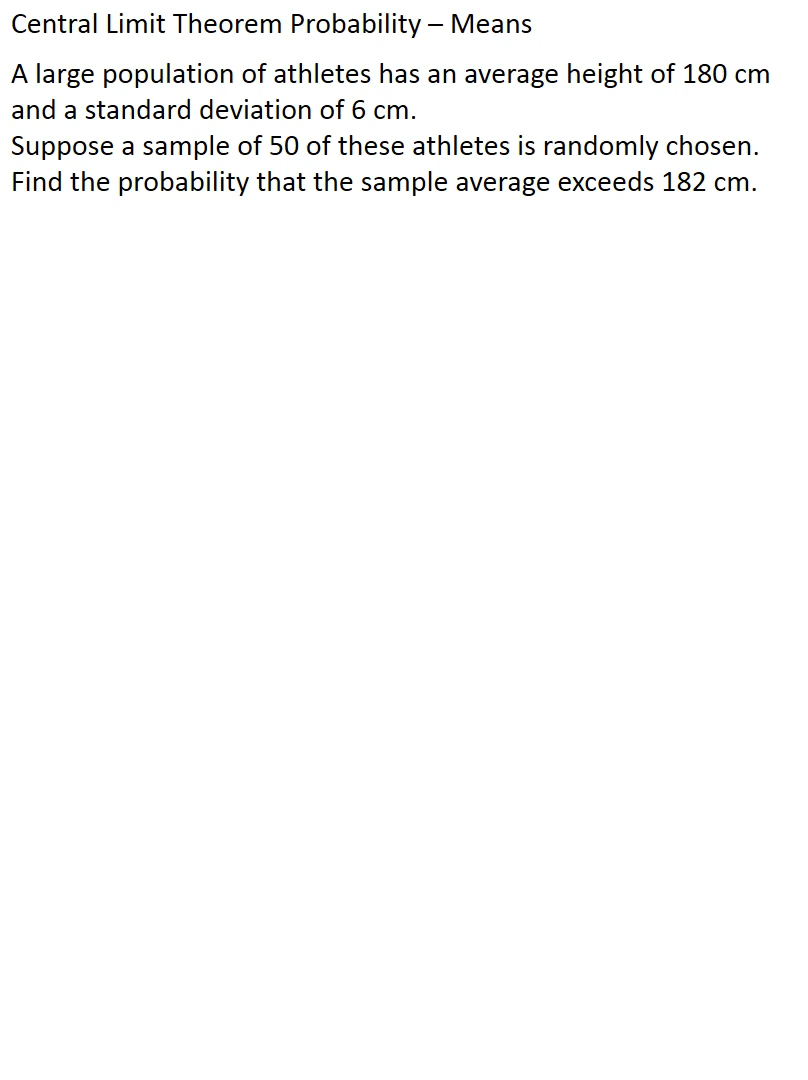 Central Limit Theorem Probability – Means
A large population of athletes has an average height of 180 cm
and a standard deviation of 6 cm.
Suppose a sample of 50 of these athletes is randomly chosen.
Find the probability that the sample average exceeds 182 cm.